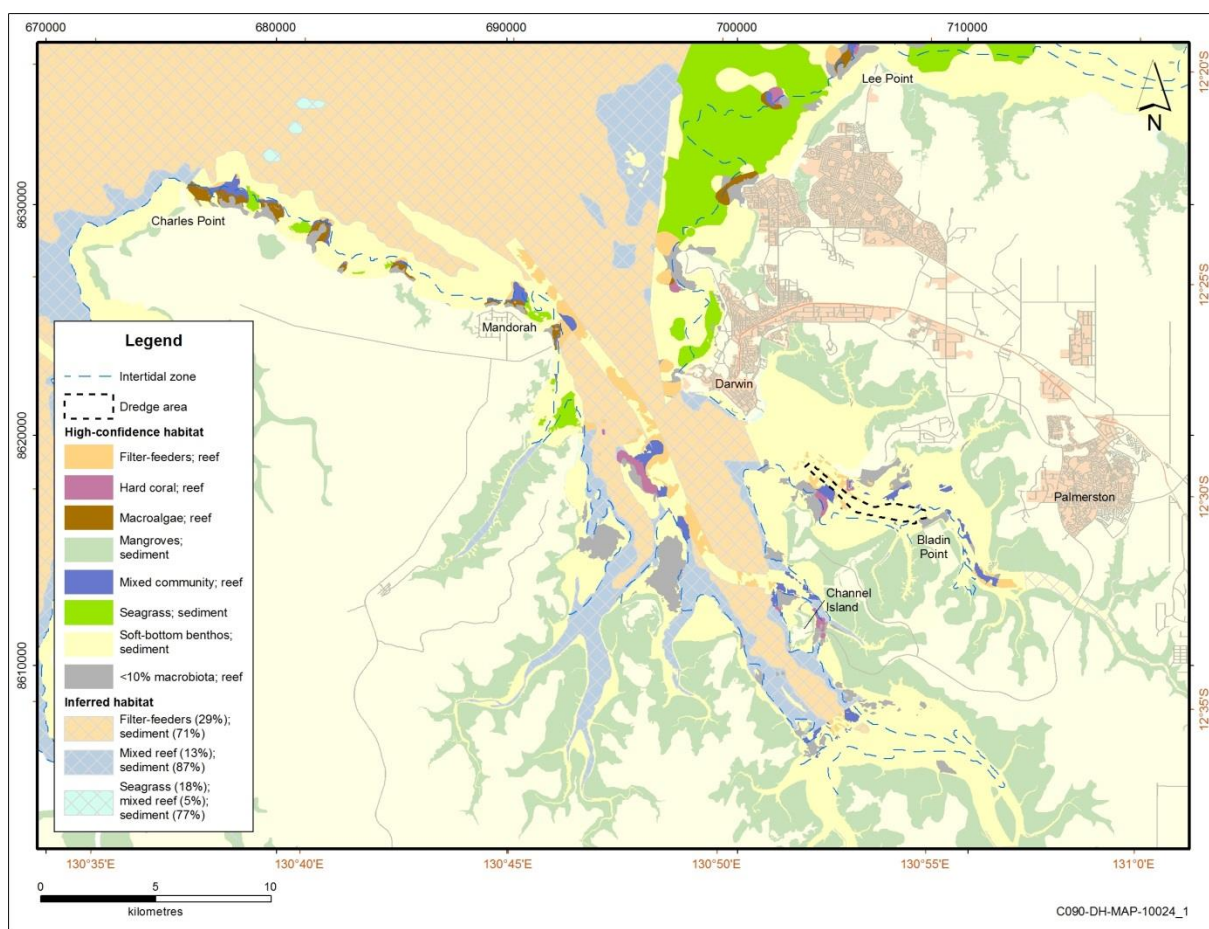 670000
680000
690000
700000
710000
12°20'S
Lee Point
N
8630000
Charles Point
12°25'S
Mandorah
Darwin
Legend
Intertidal zone
Dredge area
High-confidence habitat
Filter-feeders; reef
Hard coral; reef
Macroalgae; reef
Mangroves;
sediment
Mixed community; reef
Seagrass; sediment
Soft-bottom benthos;
sediment
<10% macrobiota; reef
Inferred habitat
Filter-feeders (29%);
sediment (71%)
Mixed reef (13%);
sediment (87%)
Seagrass (18%);
mixed reef (5%);
sediment (77%)
8620000
12°30'S
Palmerston
Bladin
Point
Channel
Island
8610000
12°35'S
130°35'E
130°40'E
130°45'E
130°50'E
130°55'E
131°0'E
0
5
10
kilometres
C090-DH-MAP-10024_1